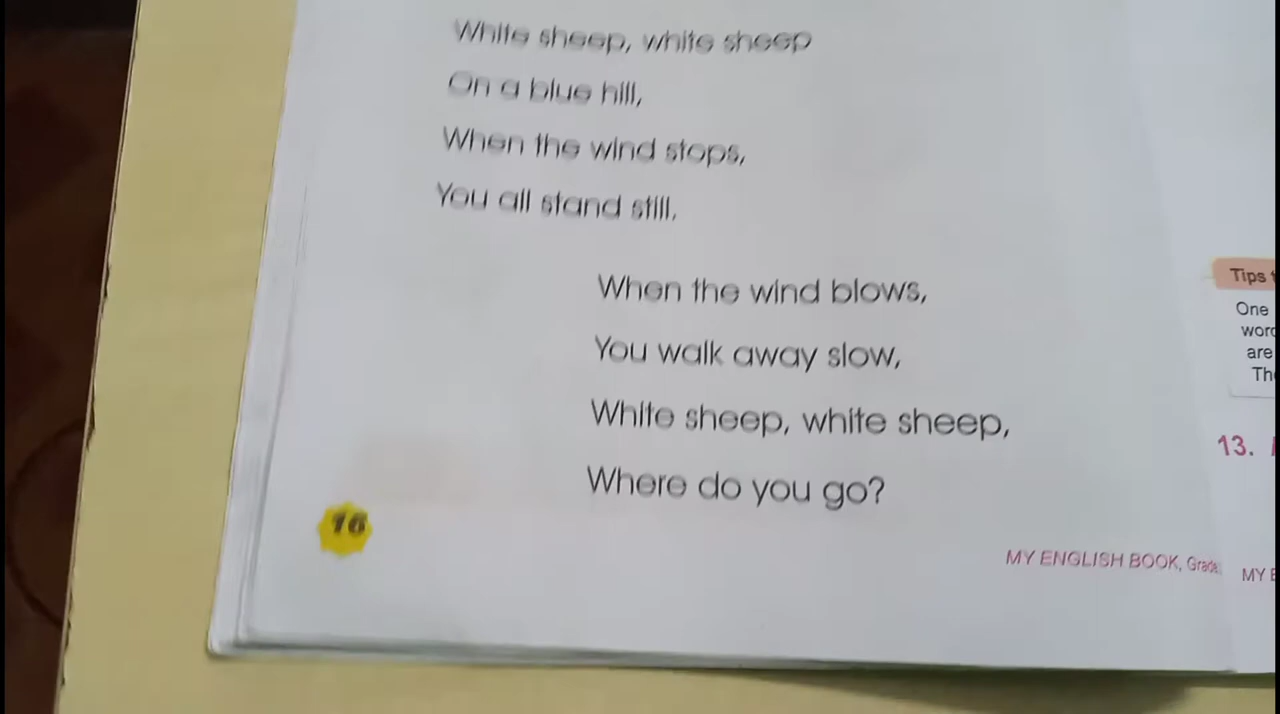 White sheep, white sheep
On a blue hill,
When the wind stops,
You all stand still.
When the wind blows,
You walk away slow,
White sheep, white sheep,
Where do you go?
16
MY ENGLISH BOOK, Grade
Tips
One
are
13.
MY